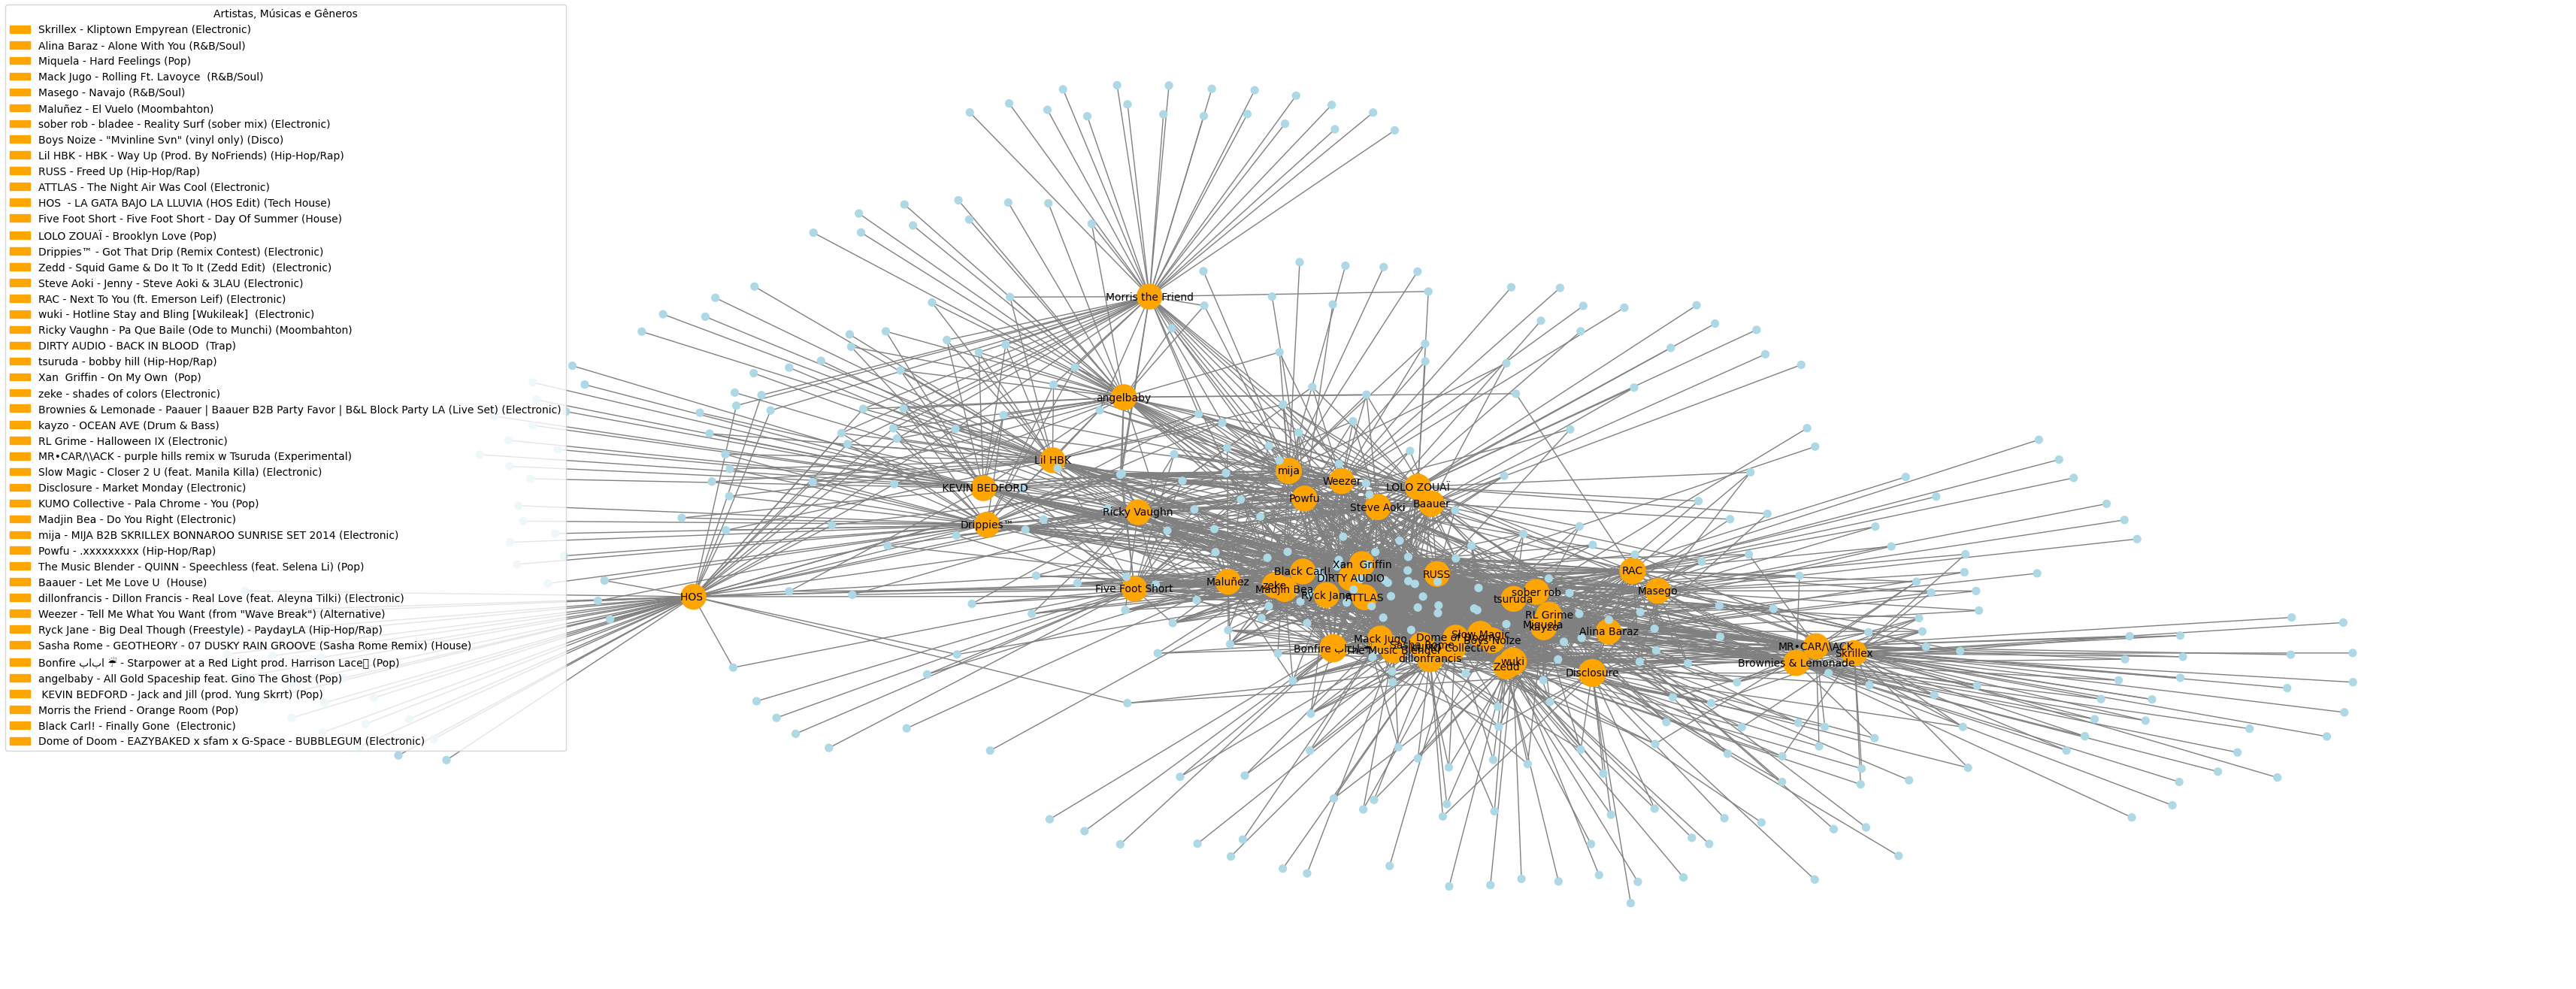 Artistas, Músicas e Gêneros
Skrillex - Kliptown Empyrean (Electronic)
Alina Baraz - Alone With You (R&B/Soul)
Miquela - Hard Feelings (Pop)
Mack Jugo - Rolling Ft. Lavoyce  (R&B/Soul)
Masego - Navajo (R&B/Soul)
Maluñez - El Vuelo (Moombahton)
sober rob - bladee - Reality Surf (sober mix) (Electronic)
Boys Noize - "Mvinline Svn" (vinyl only) (Disco)
Lil HBK - HBK - Way Up (Prod. By NoFriends) (Hip-Hop/Rap)
RUSS - Freed Up (Hip-Hop/Rap)
ATTLAS - The Night Air Was Cool (Electronic)
HOS  - LA GATA BAJO LA LLUVIA (HOS Edit) (Tech House)
Five Foot Short - Five Foot Short - Day Of Summer (House)
LOLO ZOUAÏ - Brooklyn Love (Pop)
Drippies™ - Got That Drip (Remix Contest) (Electronic)
Zedd - Squid Game & Do It To It (Zedd Edit)  (Electronic)
Steve Aoki - Jenny - Steve Aoki & 3LAU (Electronic)
RAC - Next To You (ft. Emerson Leif) (Electronic)
wuki - Hotline Stay and Bling [Wukileak]  (Electronic)
Ricky Vaughn - Pa Que Baile (Ode to Munchi) (Moombahton)
DIRTY AUDIO - BACK IN BLOOD  (Trap)
tsuruda - bobby hill (Hip-Hop/Rap)
Xan  Griffin - On My Own  (Pop)
zeke - shades of colors (Electronic)
Brownies & Lemonade - Paauer | Baauer B2B Party Favor | B&L Block Party LA (Live Set) (Electronic)
kayzo - OCEAN AVE (Drum & Bass)
RL Grime - Halloween IX (Electronic)
MR•CAR/\\ACK - purple hills remix w Tsuruda (Experimental)
Slow Magic - Closer 2 U (feat. Manila Killa) (Electronic)
Disclosure - Market Monday (Electronic)
KUMO Collective - Pala Chrome - You (Pop)
Madjin Bea - Do You Right (Electronic)
mija - MIJA B2B SKRILLEX BONNAROO SUNRISE SET 2014 (Electronic)
Powfu - .xxxxxxxxx (Hip-Hop/Rap)
The Music Blender - QUINN - Speechless (feat. Selena Li) (Pop)
Baauer - Let Me Love U  (House)
dillonfrancis - Dillon Francis - Real Love (feat. Aleyna Tilki) (Electronic)
Weezer - Tell Me What You Want (from "Wave Break") (Alternative)
Ryck Jane - Big Deal Though (Freestyle) - PaydayLA (Hip-Hop/Rap)
Sasha Rome - GEOTHEORY - 07 DUSKY RAIN GROOVE (Sasha Rome Remix) (House)
Bonfire بابا ☔ - Starpower at a Red Light prod. Harrison Lace (Pop)
angelbaby - All Gold Spaceship feat. Gino The Ghost (Pop)
KEVIN BEDFORD - Jack and Jill (prod. Yung Skrrt) (Pop)
Morris the Friend - Orange Room (Pop)
Black Carl! - Finally Gone  (Electronic)
Dome of Doom - EAZYBAKED x sfam x G-Space - BUBBLEGUM (Electronic)
Morris the Friend
angelbaby
Lil HBK
mija
Weezer
KEVIN BEDFORD
LOLO ZOUAÏ
Powfu
Baauer
Steve Aoki
Ricky Vaughn
Drippies™
Xan  Griffin
Black Carl!
RAC
RUSS
DIRTY AUDIO
Maluñez
zeke
Five Foot Short
Madjin Bea
Masego
sober rob
Ryck Jane
HOS
ATTLAS
tsuruda
RL Grime
Miquela
kayzo
Alina Baraz
Slow Magic
Dome of Doom
Mack Jugo
Boys Noize
Sasha Rome
MR•CAR/\\ACK
Collective
Bonfire
The Music Blender
Skrillex
dillonfrancis
wuki
Brownies & Lemonade
Zedd
Disclosure